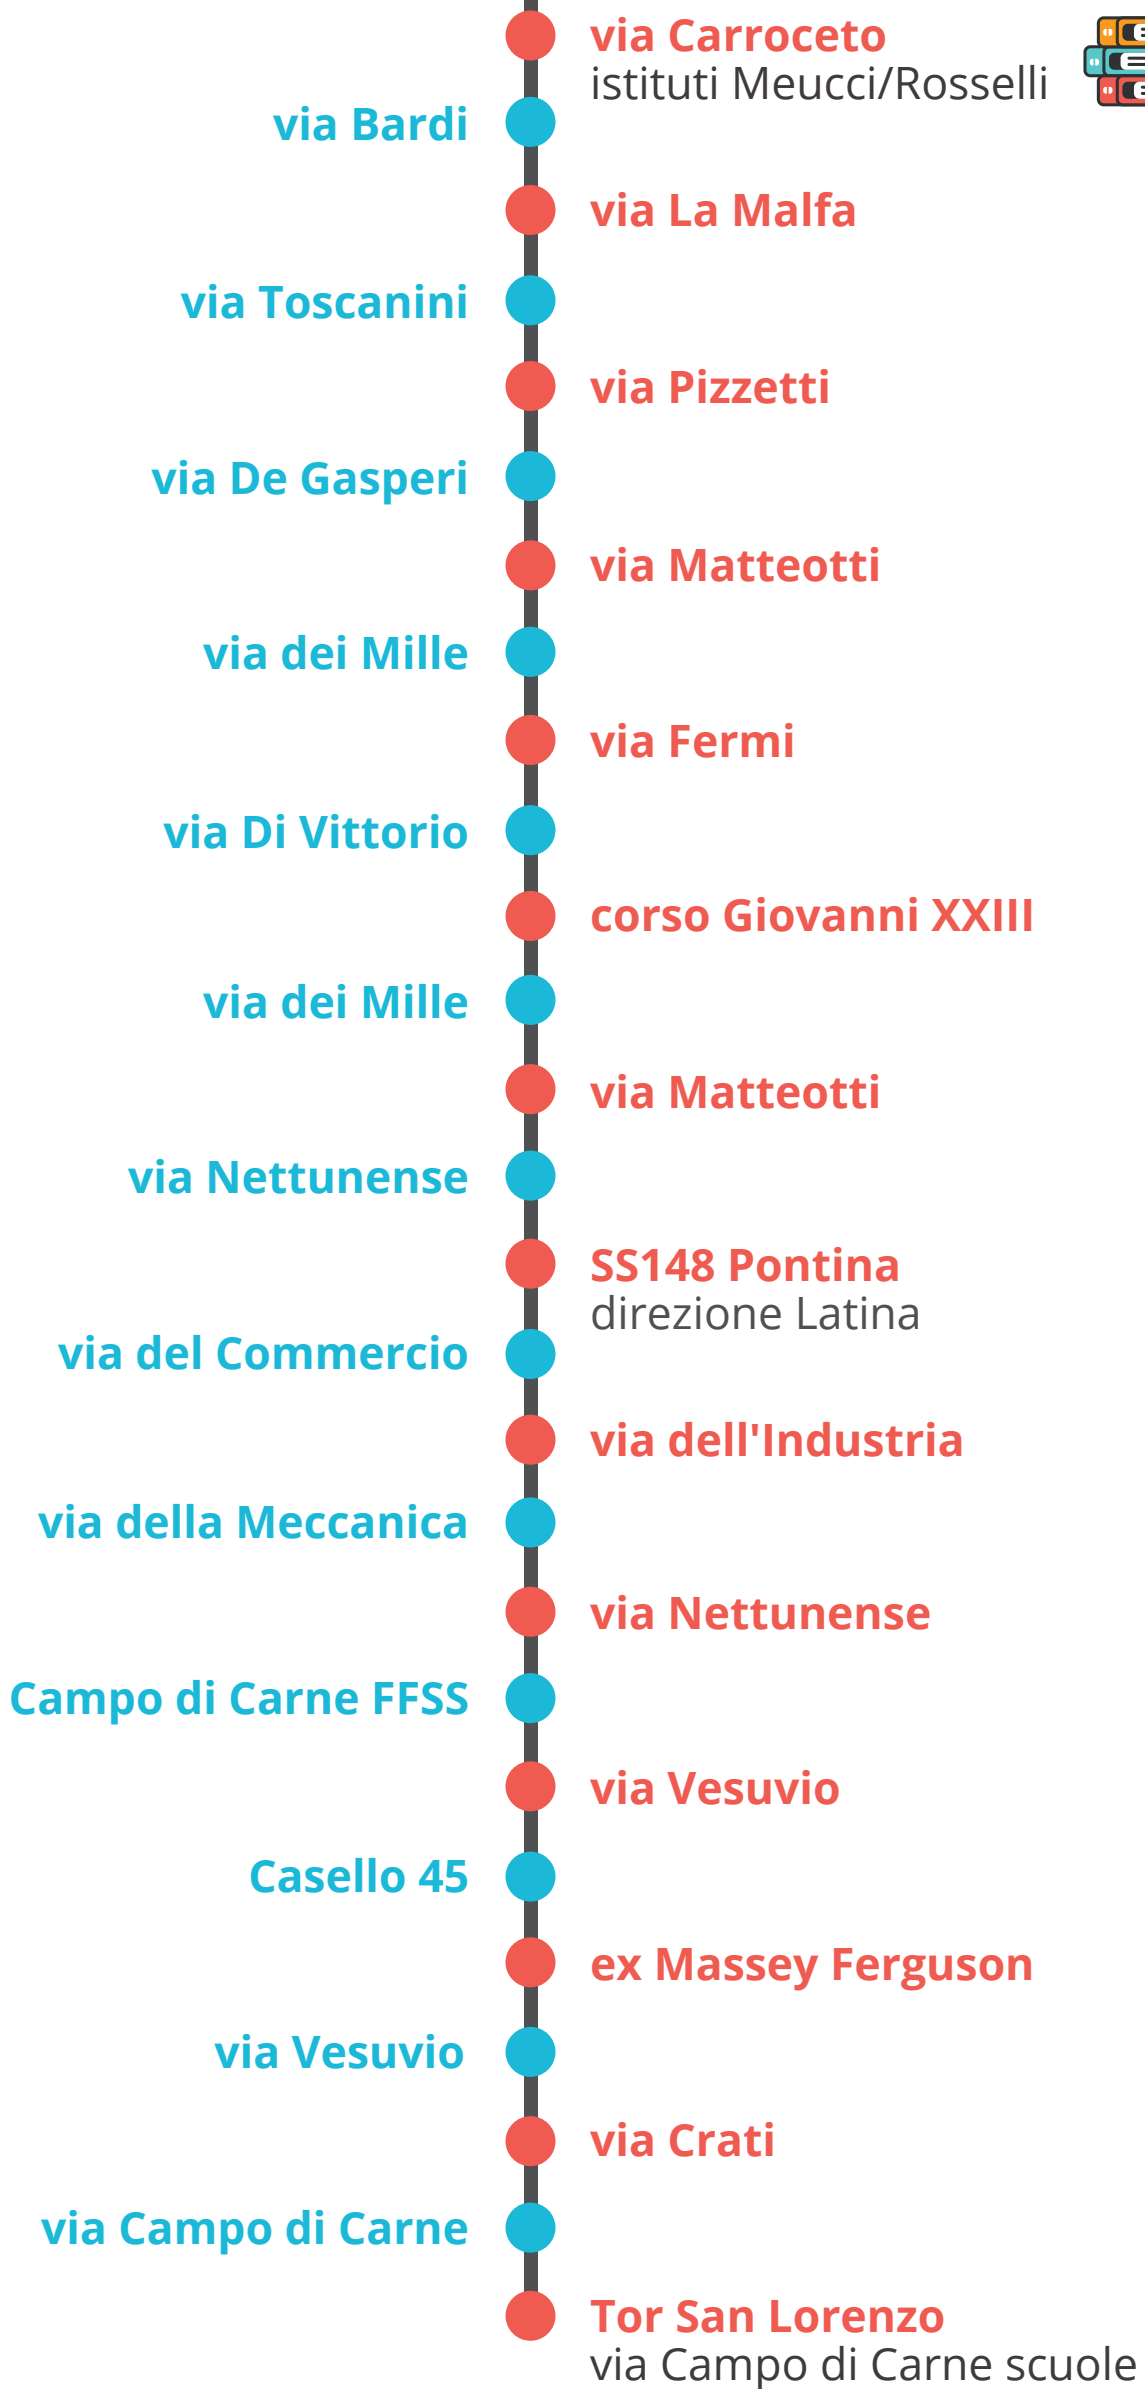 via Carroceto
istituti Meucci/Rosselli
via Bardi
via La Malfa
via Toscanini
via Pizzetti
via De Gasperi
via Matteotti
via dei Mille
via Fermi
via Di Vittorio
corso Giovanni XXIII
via dei Mille
via Matteotti
via Nettunense
SS148 Pontina
direzione Latina
via del Commercio
via dell'Industria
via della Meccanica
via Nettunense
Campo di Carne FFSS
via Vesuvio
Casello 45
ex Massey Ferguson
via Vesuvio
via Crati
via Campo di Carne
Tor San Lorenzo
via Campo di Carne scuole